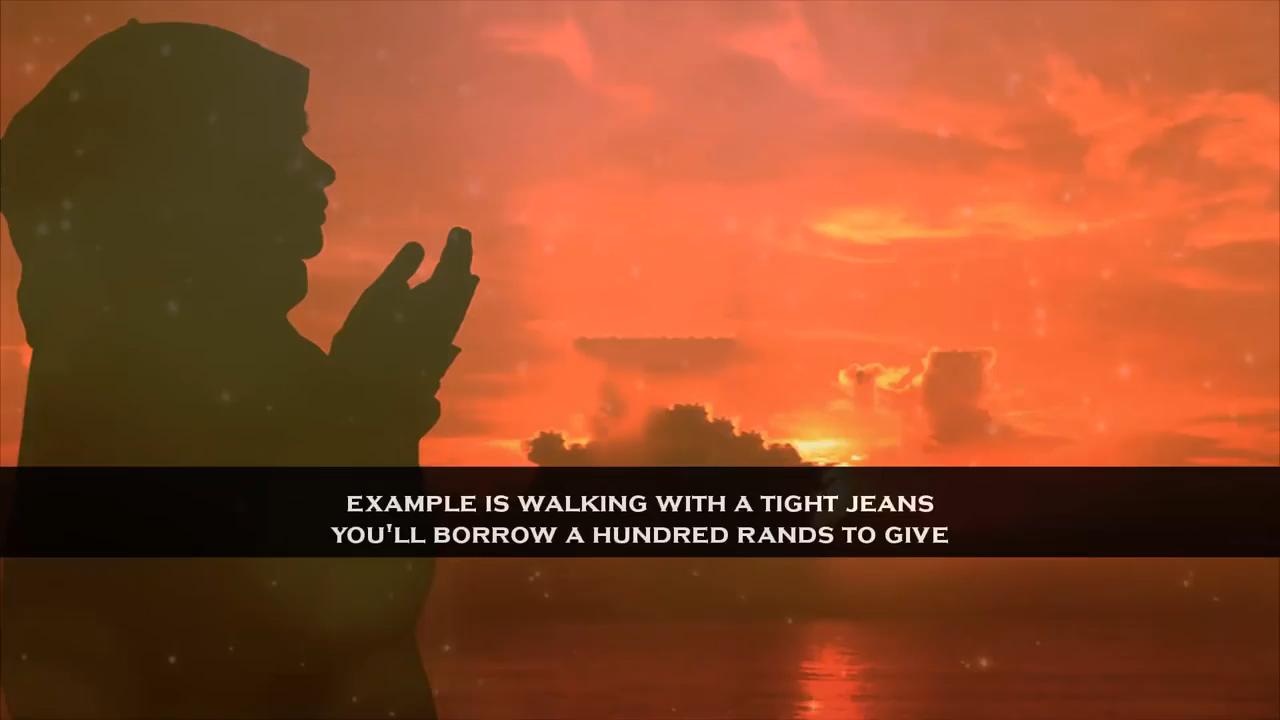 EXAMPLE IS WALKING WITH A TIGHT JEANS
YOU'LL BORROW A HUNDRED RANDS TO GIVE